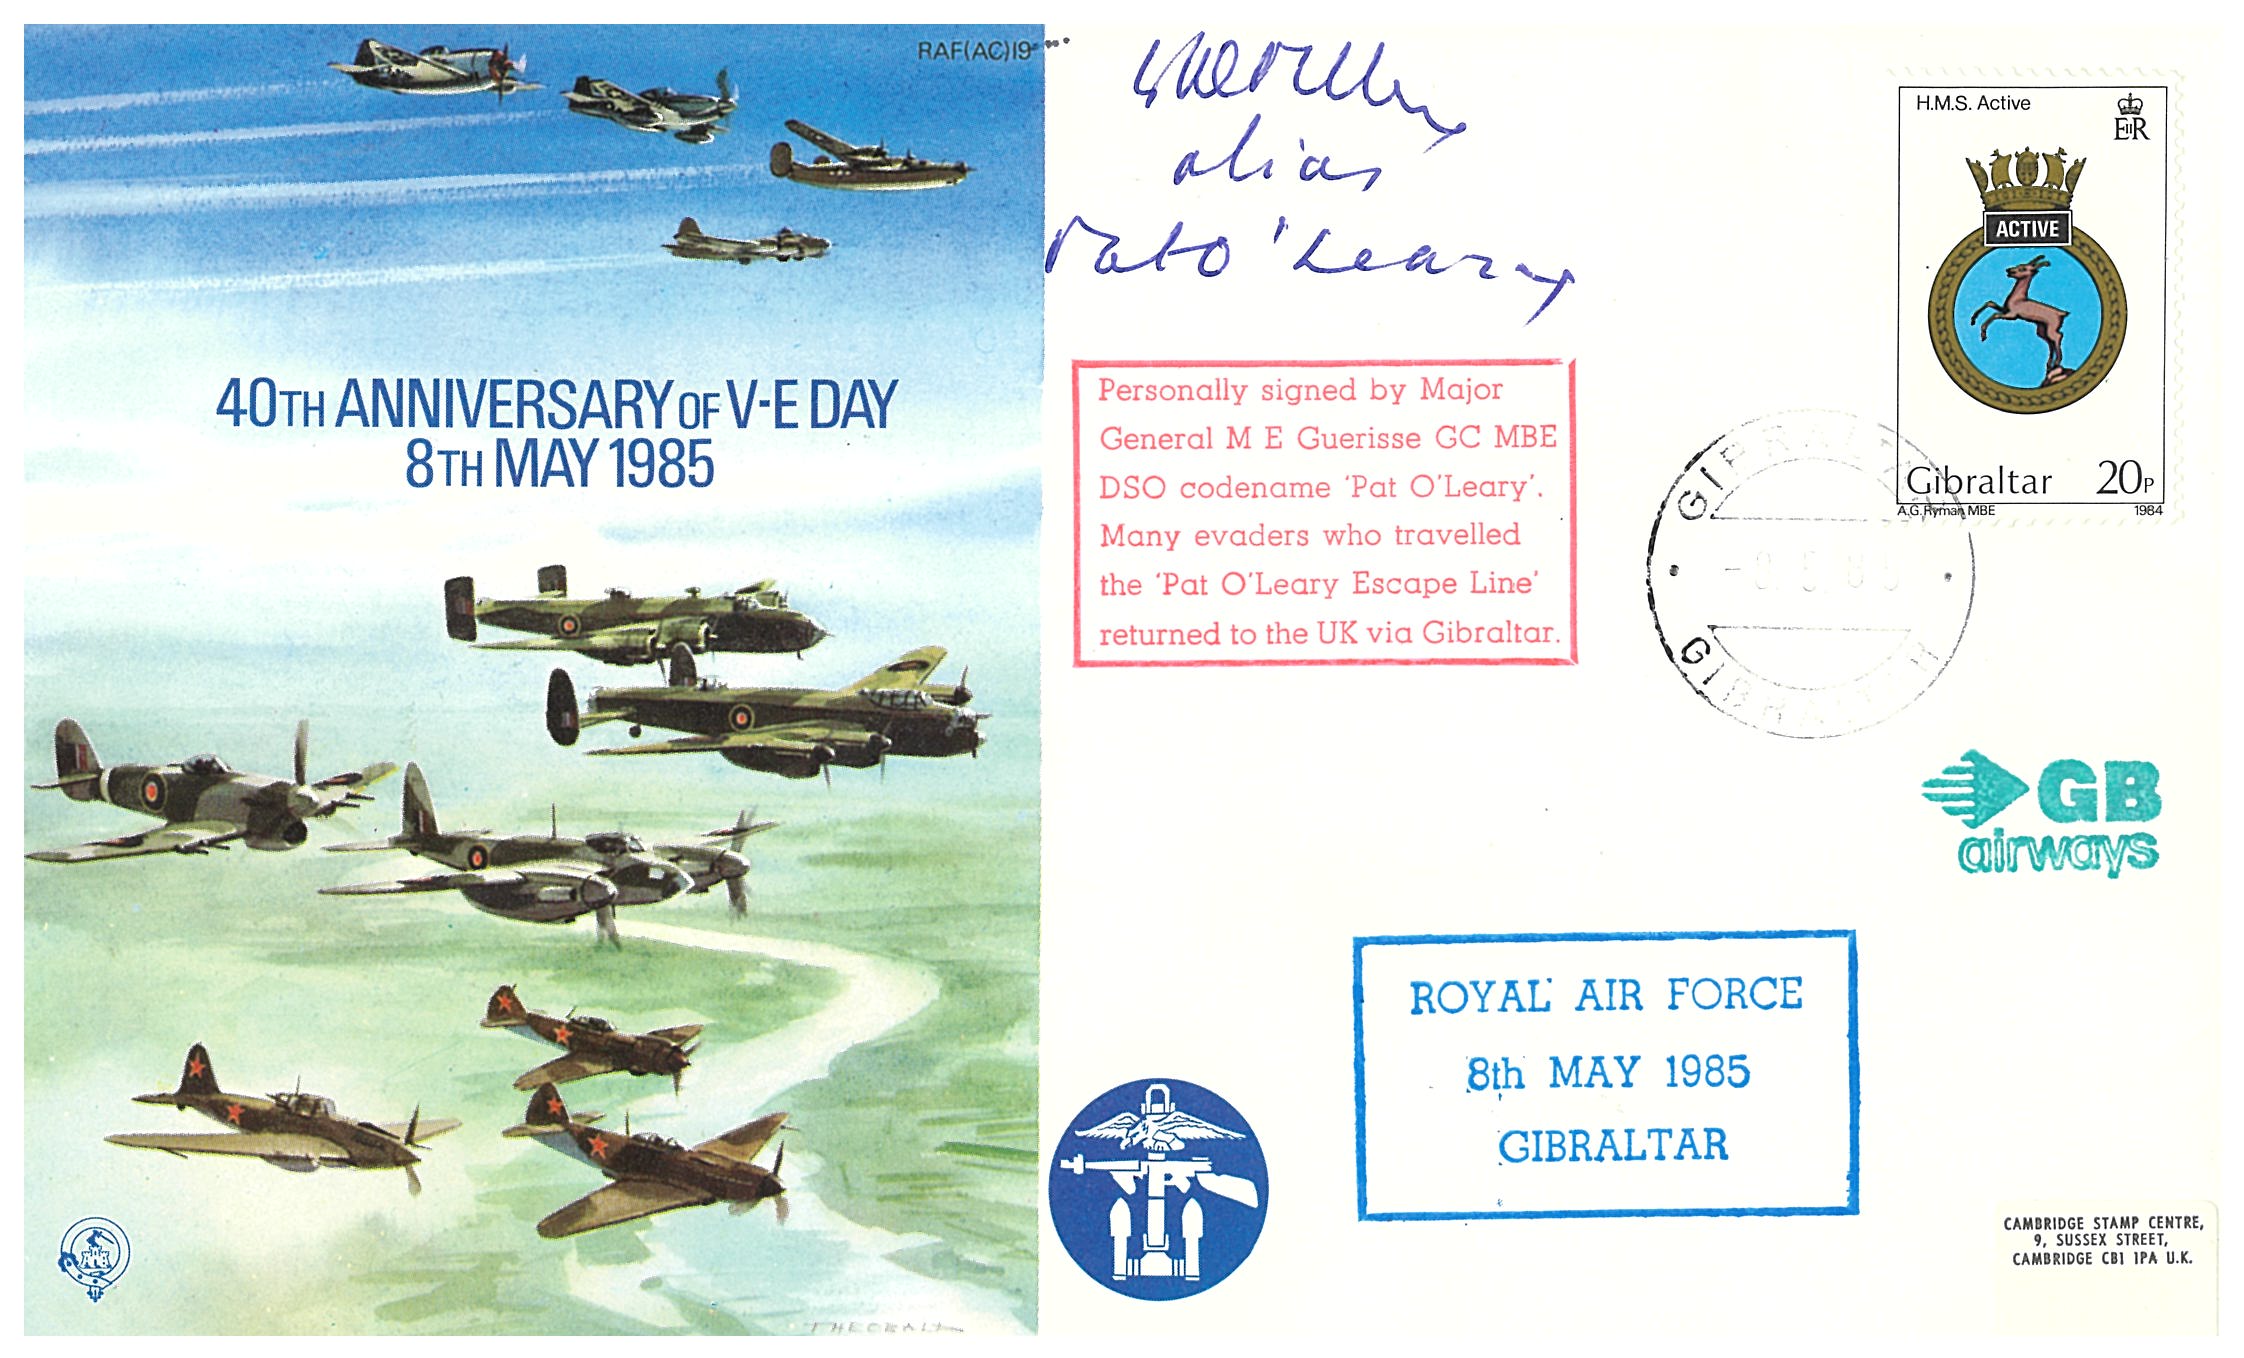 RAF(AC)19
40TH ANNIVERSARY OF V-E DAY
8TH MAY 1985
alias
Pat O'Leary
Personally signed by Major
General M E Guerisse GC MBE
DSO codename 'Pat O'Leary'.
Many evaders who travelled
the 'Pat O'Leary Escape Line'
returned to the UK via Gibraltar.
H.M.S. Active
EIIR
ACTIVE
Gibraltar 20P
A.G. Ryman MBE 1984
GIBRALTAR
GIBRALTAR
GB
airways
ROYAL AIR FORCE
8th MAY 1985
GIBRALTAR
CAMBRIDGE STAMP CENTRE,
9, SUSSEX STREET,
CAMBRIDGE CB1 1PA U.K.